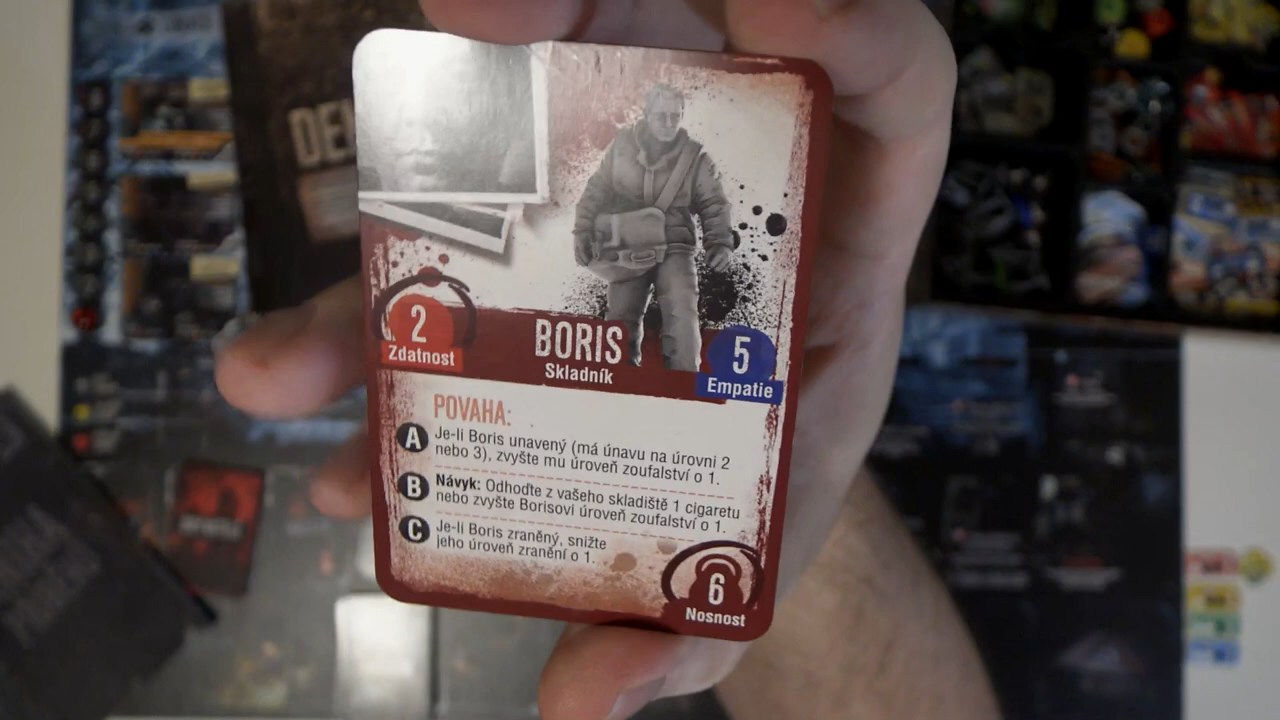 2
Zdatnost
BORIS
Skladník
5
Empatie
POVAHA:
A
Je-li Boris unavený (má únavu na úrovni 2
nebo 3), zvyšte mu úroveň zoufalství o 1.
B
Návyk: Odhoďte z vašeho skladiště 1 cigaretu
nebo zvyšte Borisovi úroveň zoufalství o 1.
C
Je-li Boris zraněný, snižte
jeho úroveň zranění o 1.
6
Nosnost